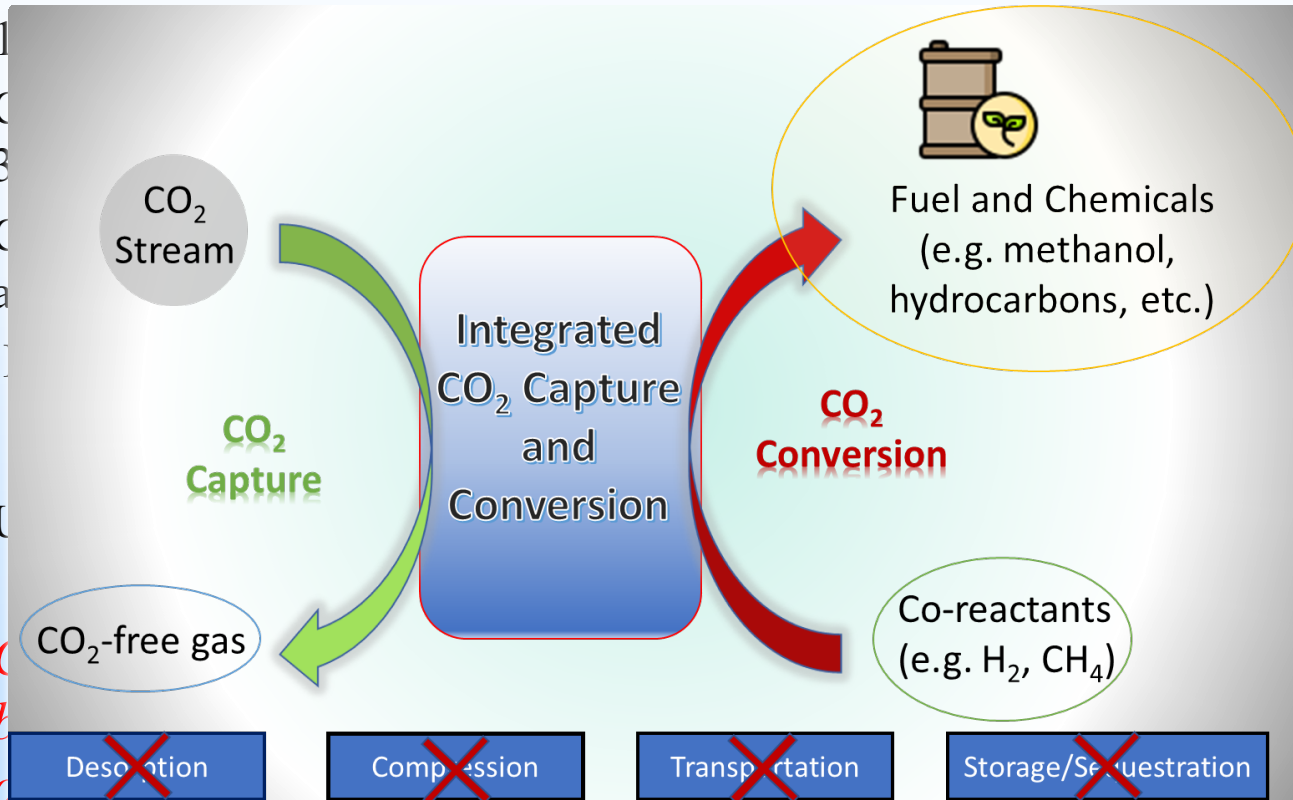 CO₂
Stream
Fuel and Chemicals
(e.g. methanol,
hydrocarbons, etc.)
Integrated
CO₂ Capture
and
Conversion
CO₂
Capture
CO₂
Conversion
CO₂-free gas
Co-reactants
(e.g. H₂, CH₄)
Desorption
Compression
Transportation
Storage/Sequestration